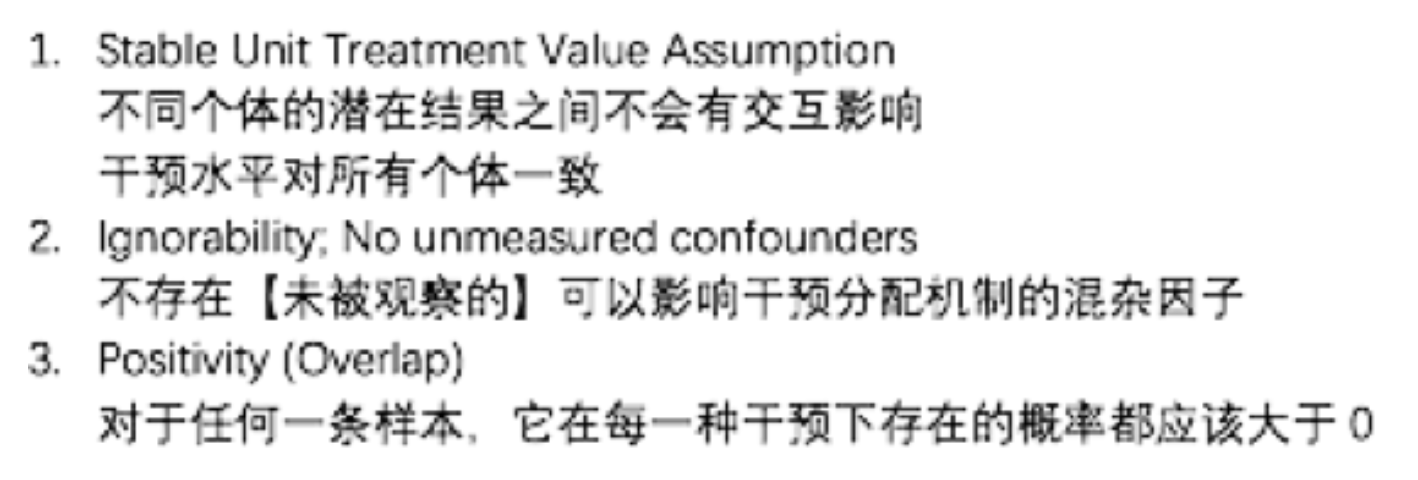 1. Stable Unit Treatment Value Assumption
不同个体的潜在结果之间不会有交互影响
干预水平对所有个体一致
2. Ignorability; No unmeasured confounders
不存在【未被观察的】可以影响干预分配机制的混杂因子
3. Positivity (Overlap)
对于任何一条样本，它在每一种干预下存在的概率都应该大于 0